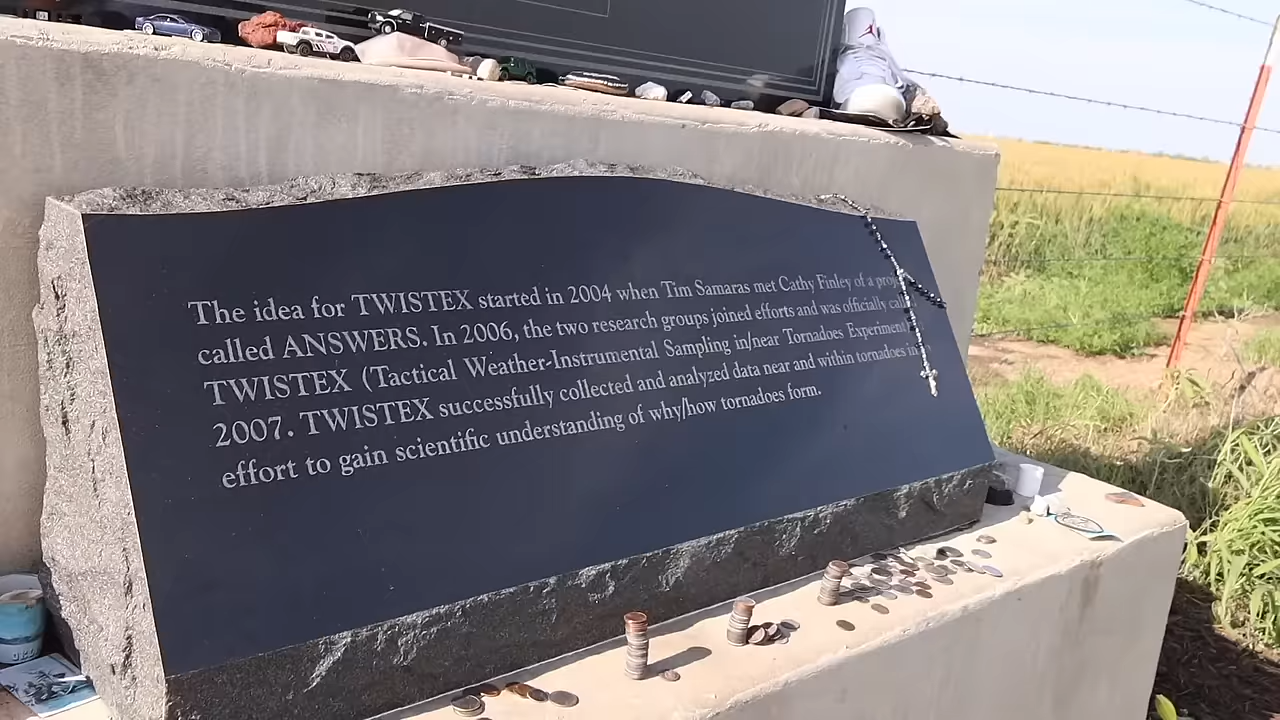 The idea for TWISTEX started in 2004 when Tim Samaras met Cathy Finley of a
called ANSWERS. In 2006, the two research groups joined efforts and was officially
TWISTEX (Tactical Weather-Instrumental Sampling in/near Tornadoes Experiment)
2007. TWISTEX successfully collected and analyzed data near and within tornadoes in
effort to gain scientific understanding of why/how tornadoes form.